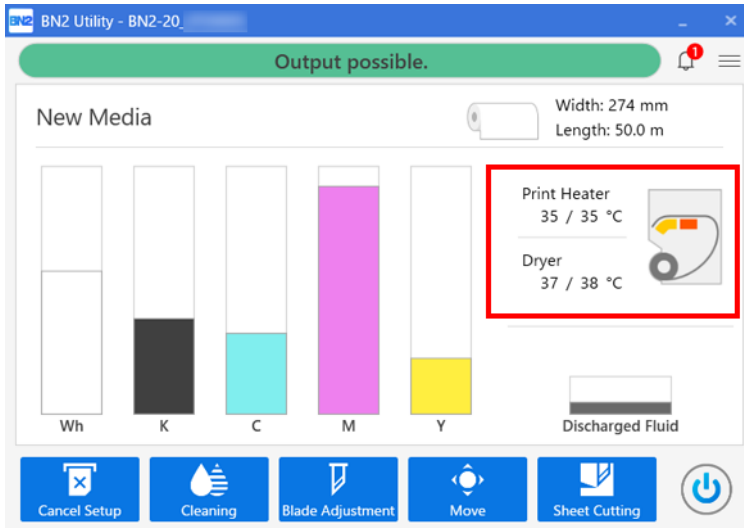 BN2 BN2 Utility - BN2-20_
Output possible.
1
New Media
Width: 274 mm
Length: 50.0 m
Print Heater
35 / 35 °C
Dryer
37 / 38 °C
Wh K C M Y
Discharged Fluid
Cancel Setup Cleaning Blade Adjustment Move Sheet Cutting